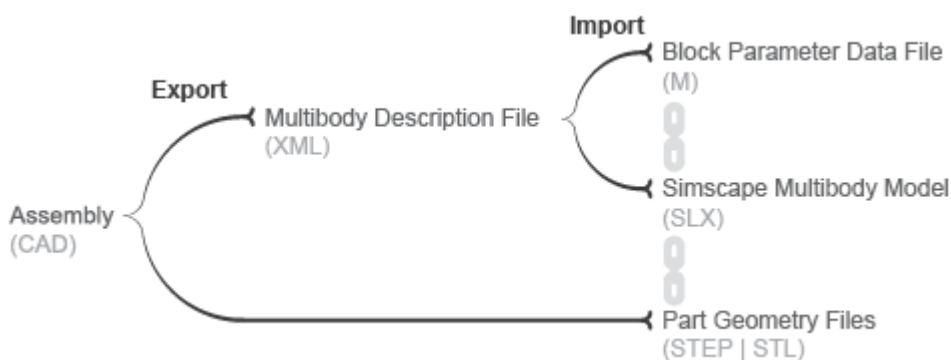 Import
Block Parameter Data File
(M)
Export
Multibody Description File
(XML)
Simscape Multibody Model
(SLX)
Assembly
(CAD)
Part Geometry Files
(STEP | STL)